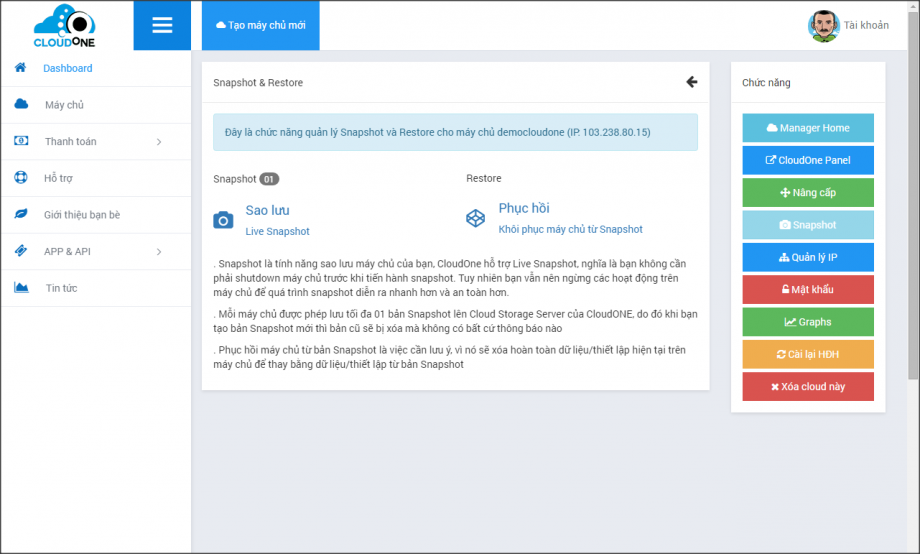 CLOUDONE
Tạo máy chủ mới
Tài khoản
Dashboard
Máy chủ
Thanh toán
Hỗ trợ
Giới thiệu bạn bè
APP & API
Tin tức
Snapshot & Restore
Đây là chức năng quản lý Snapshot và Restore cho máy chủ democloudone (IP: 103.238.80.15)
Snapshot 01
Restore
Sao lưu
Live Snapshot
Phục hồi
Khôi phục máy chủ từ Snapshot
. Snapshot là tính năng sao lưu máy chủ của bạn, CloudOne hỗ trợ Live Snapshot, nghĩa là bạn không cần
phải shutdown máy chủ trước khi tiến hành snapshot. Tuy nhiên bạn vẫn nên ngừng các hoạt động trên
máy chủ để quá trình snapshot diễn ra nhanh hơn và an toàn hơn.
. Mỗi máy chủ được phép lưu tối đa 01 bản Snapshot lên Cloud Storage Server của CloudONE, do đó khi bạn
tạo bản Snapshot mới thì bản cũ sẽ bị xóa mà không có bất cứ thông báo nào
. Phục hồi máy chủ từ bản Snapshot là việc cần lưu ý, vì nó sẽ xóa hoàn toàn dữ liệu/thiết lập hiện tại trên
máy chủ để thay bằng dữ liệu/thiết lập từ bản Snapshot
Chức năng
Manager Home
CloudOne Panel
Nâng cấp
Snapshot
Quản lý IP
Mật khẩu
Graphs
Cài lại HĐH
Xóa cloud này